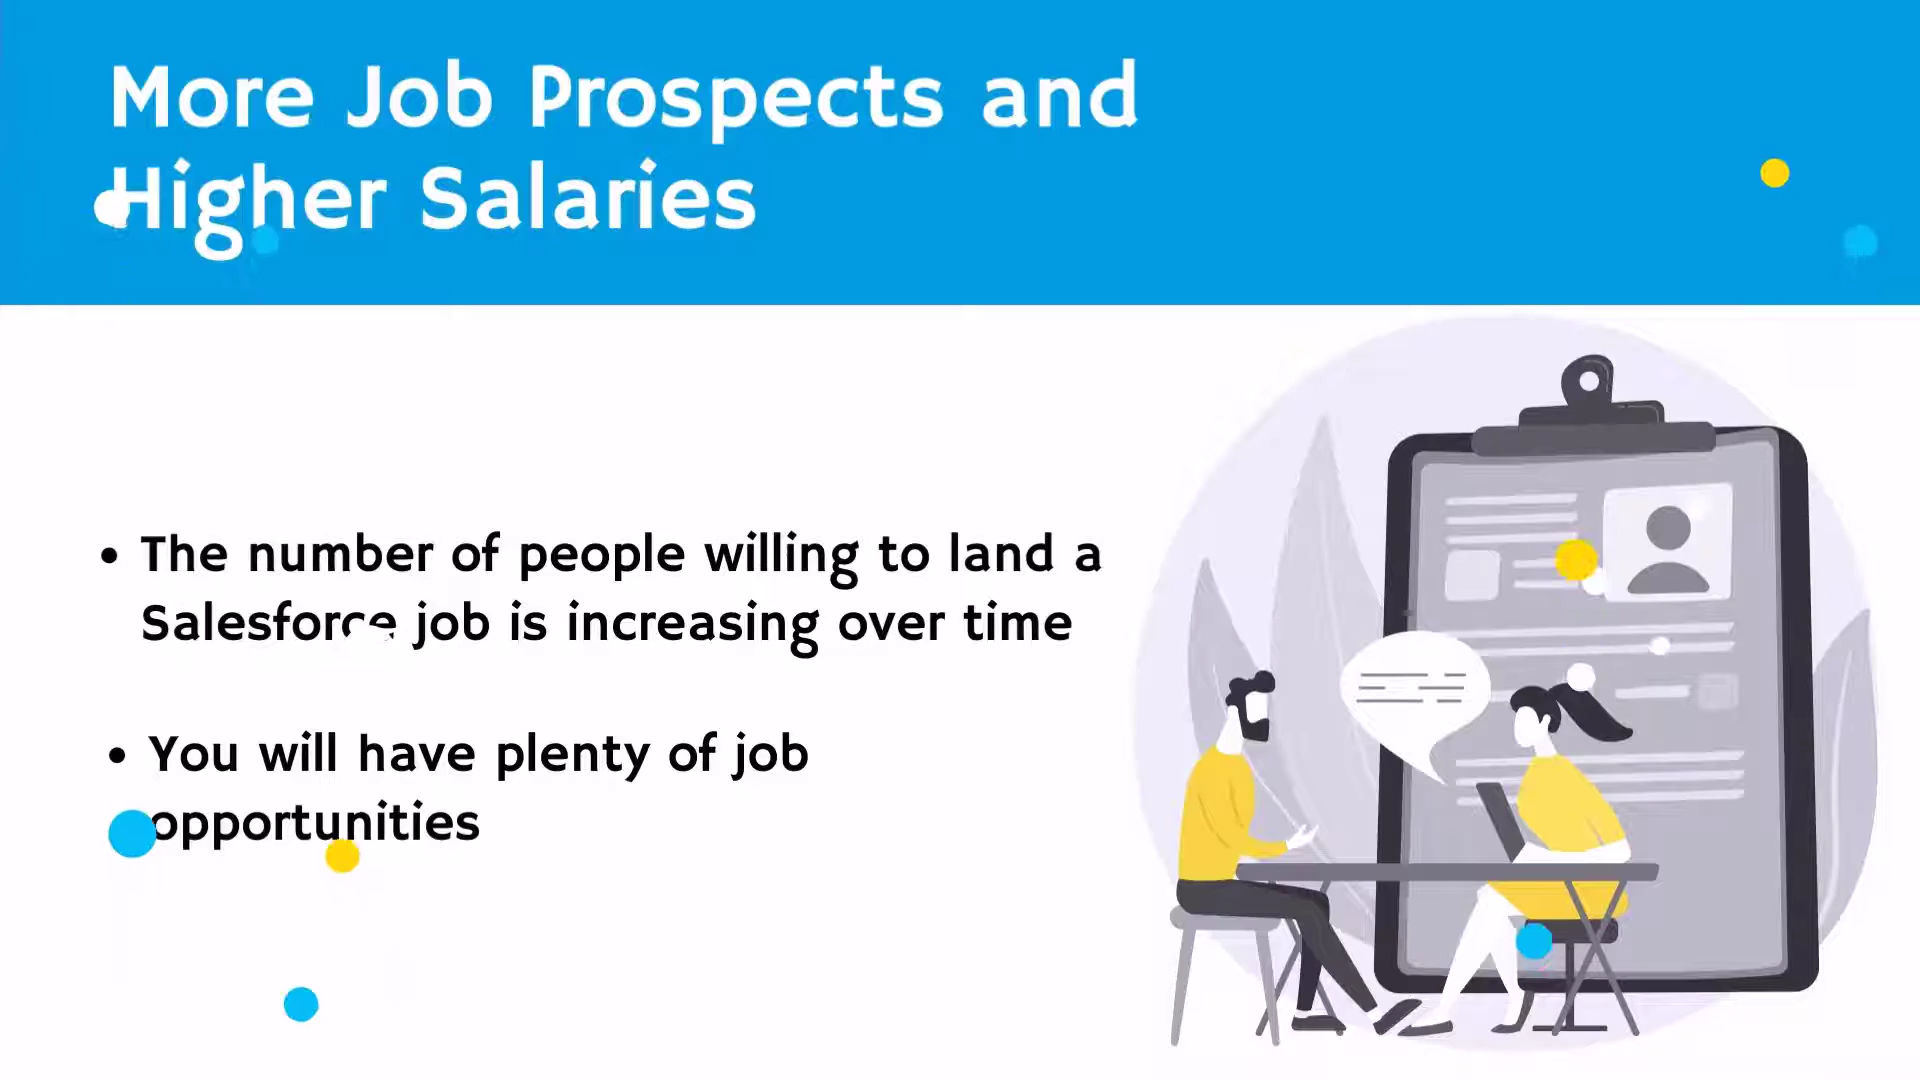 More Job Prospects and
Higher Salaries
• The number of people willing to land a
Salesforce job is increasing over time
• You will have plenty of job
opportunities